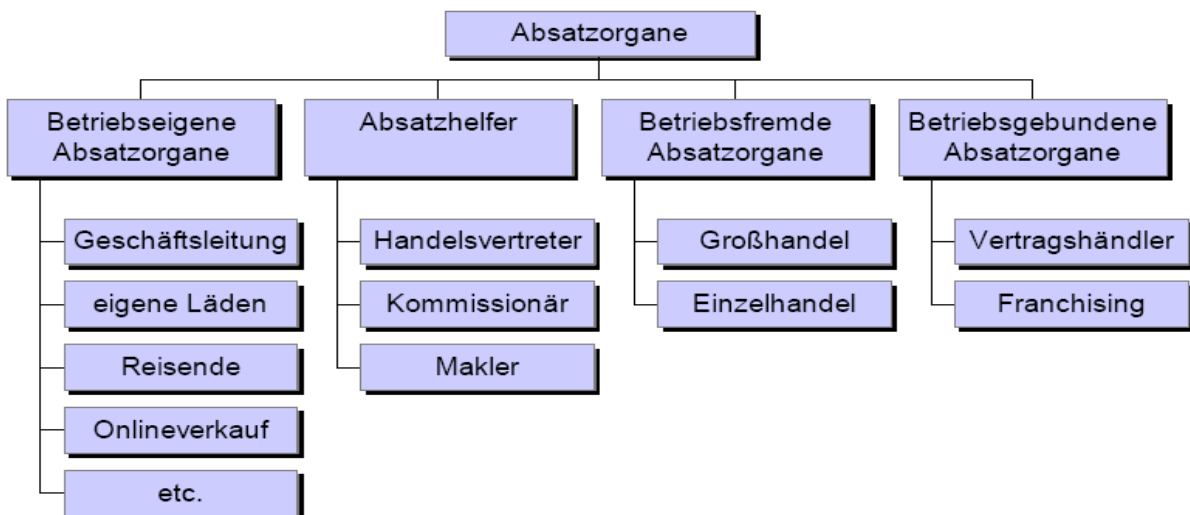 Absatzorgane
Betriebseigene
Absatzorgane
Geschäftsleitung
eigene Läden
Reisende
Onlineverkauf
etc.
Absatzhelfer
Handelsvertreter
Kommissionär
Makler
Betriebsfremde
Absatzorgane
Großhandel
Einzelhandel
Betriebsgebundene
Absatzorgane
Vertragshändler
Franchising